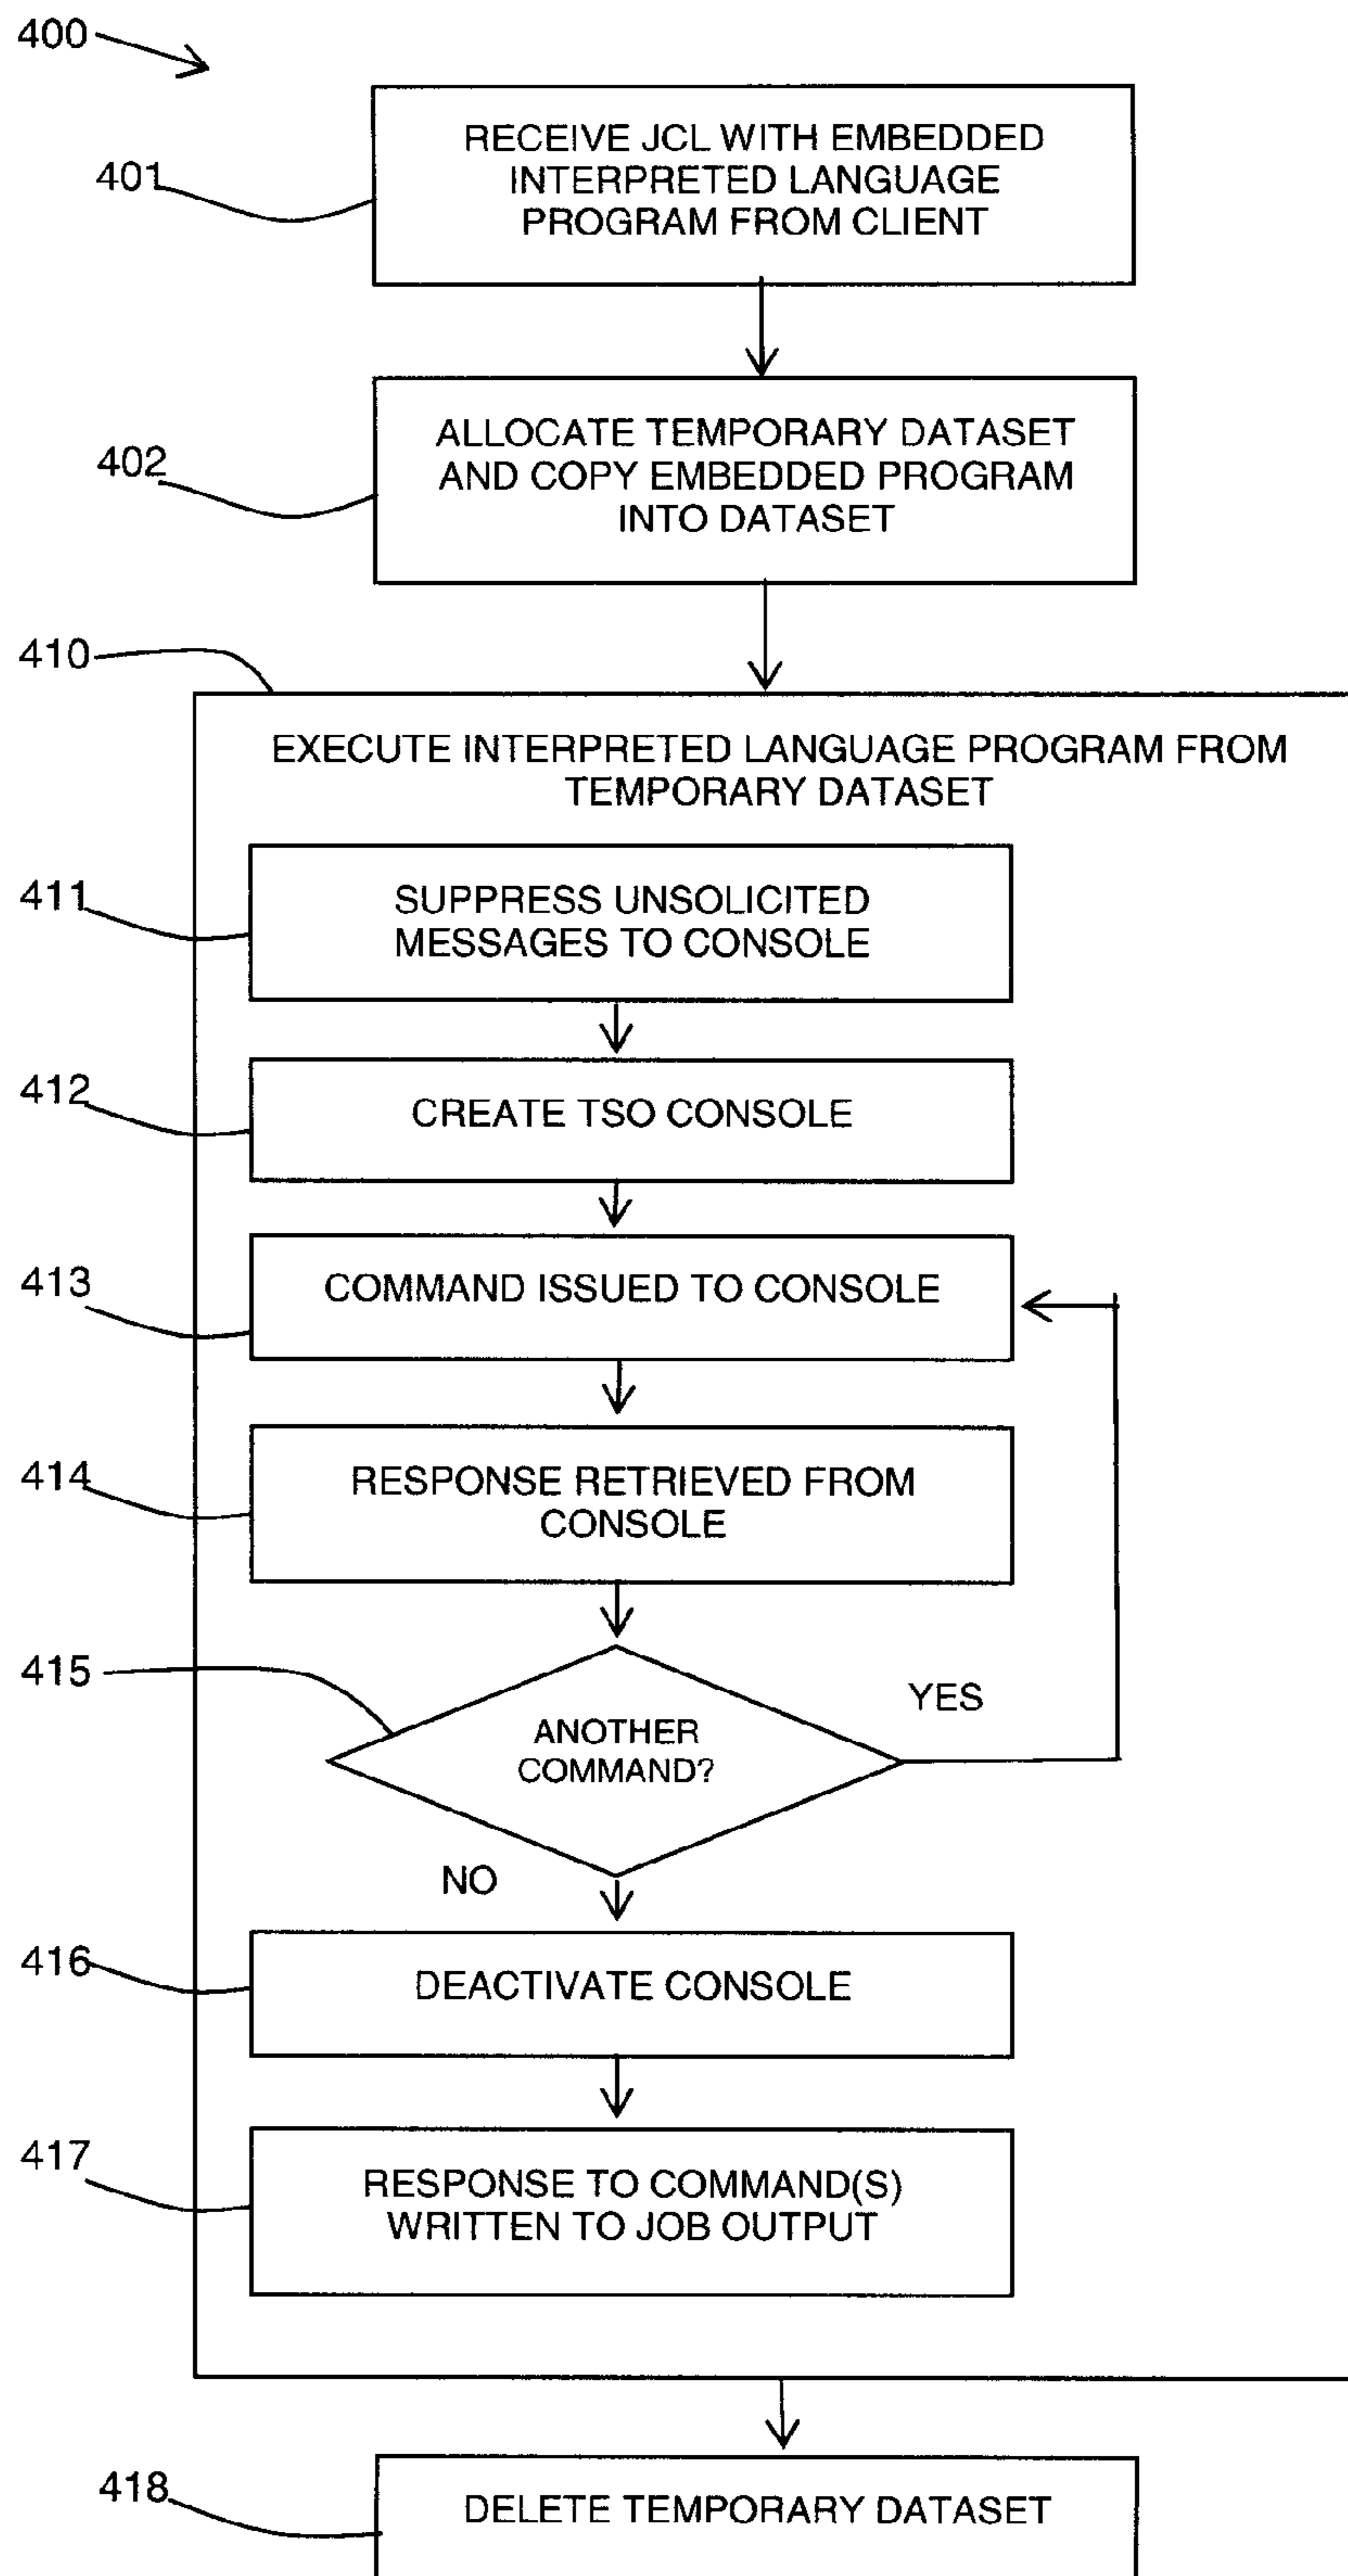 400
401
RECEIVE JCL WITH EMBEDDED
INTERPRETED LANGUAGE
PROGRAM FROM CLIENT
402
ALLOCATE TEMPORARY DATASET
AND COPY EMBEDDED PROGRAM
INTO DATASET
410
EXECUTE INTERPRETED LANGUAGE PROGRAM FROM
TEMPORARY DATASET
411
SUPPRESS UNSOLICITED
MESSAGES TO CONSOLE
412
CREATE TSO CONSOLE
413
COMMAND ISSUED TO CONSOLE
414
RESPONSE RETRIEVED FROM
CONSOLE
415
ANOTHER
COMMAND?
YES
NO
416
DEACTIVATE CONSOLE
417
RESPONSE TO COMMAND(S)
WRITTEN TO JOB OUTPUT
418
DELETE TEMPORARY DATASET